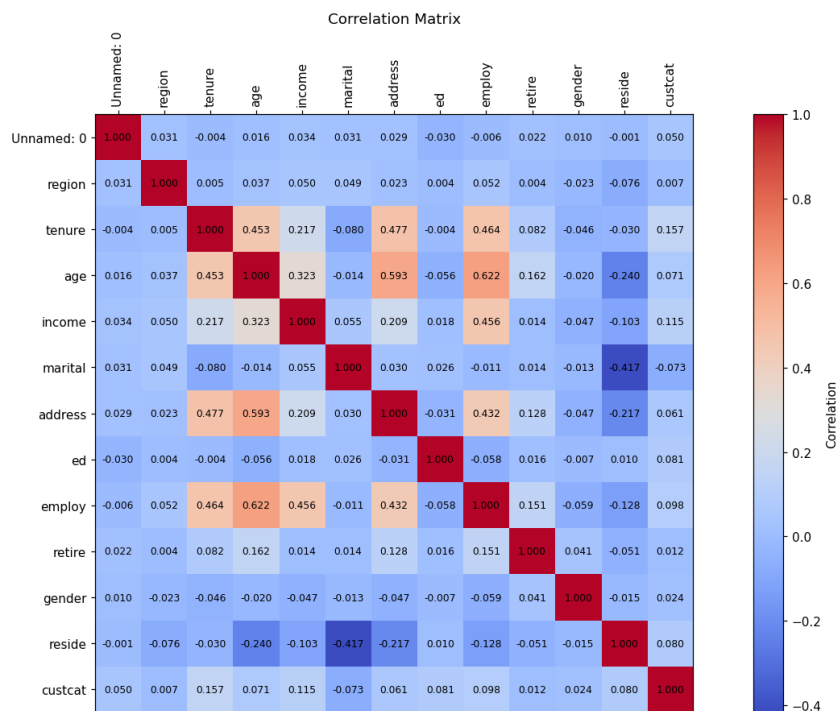 Correlation Matrix
Unnamed: 0 region tenure age income marital address ed employ retire gender reside custcat
Unnamed: 0 1.000 0.031 -0.004 0.016 0.034 0.031 0.029 -0.030 -0.006 0.022 0.010 -0.001 0.050
region 0.031 1.000 0.005 0.037 0.050 0.049 0.023 0.004 0.052 0.004 -0.023 -0.076 0.007
tenure -0.004 0.005 1.000 0.453 0.217 -0.080 0.477 -0.004 0.464 0.082 -0.046 -0.030 0.157
age 0.016 0.037 0.453 1.000 0.323 -0.014 0.593 -0.056 0.622 0.162 -0.020 -0.240 0.071
income 0.034 0.050 0.217 0.323 1.000 0.055 0.209 0.018 0.456 0.014 -0.047 -0.103 0.115
marital 0.031 0.049 -0.080 -0.014 0.055 1.000 0.030 0.026 -0.011 0.014 -0.013 -0.417 -0.073
address 0.029 0.023 0.477 0.593 0.209 0.030 1.000 -0.031 0.432 0.128 -0.047 -0.217 0.061
ed -0.030 0.004 -0.004 -0.056 0.018 0.026 -0.031 1.000 -0.058 0.016 -0.007 0.010 0.081
employ -0.006 0.052 0.464 0.622 0.456 -0.011 0.432 -0.058 1.000 0.151 -0.059 -0.128 0.098
retire 0.022 0.004 0.082 0.162 0.014 0.014 0.128 0.016 0.151 1.000 0.041 -0.051 0.012
gender 0.010 -0.023 -0.046 -0.020 -0.047 -0.013 -0.047 -0.007 -0.059 0.041 1.000 -0.015 0.024
reside -0.001 -0.076 -0.030 -0.240 -0.103 -0.417 -0.217 0.010 -0.128 -0.051 -0.015 1.000 0.080
custcat 0.050 0.007 0.157 0.071 0.115 -0.073 0.061 0.081 0.098 0.012 0.024 0.080 1.000
1.0
0.8
0.6
0.4
0.2
0.0
−0.2
−0.4
Correlation